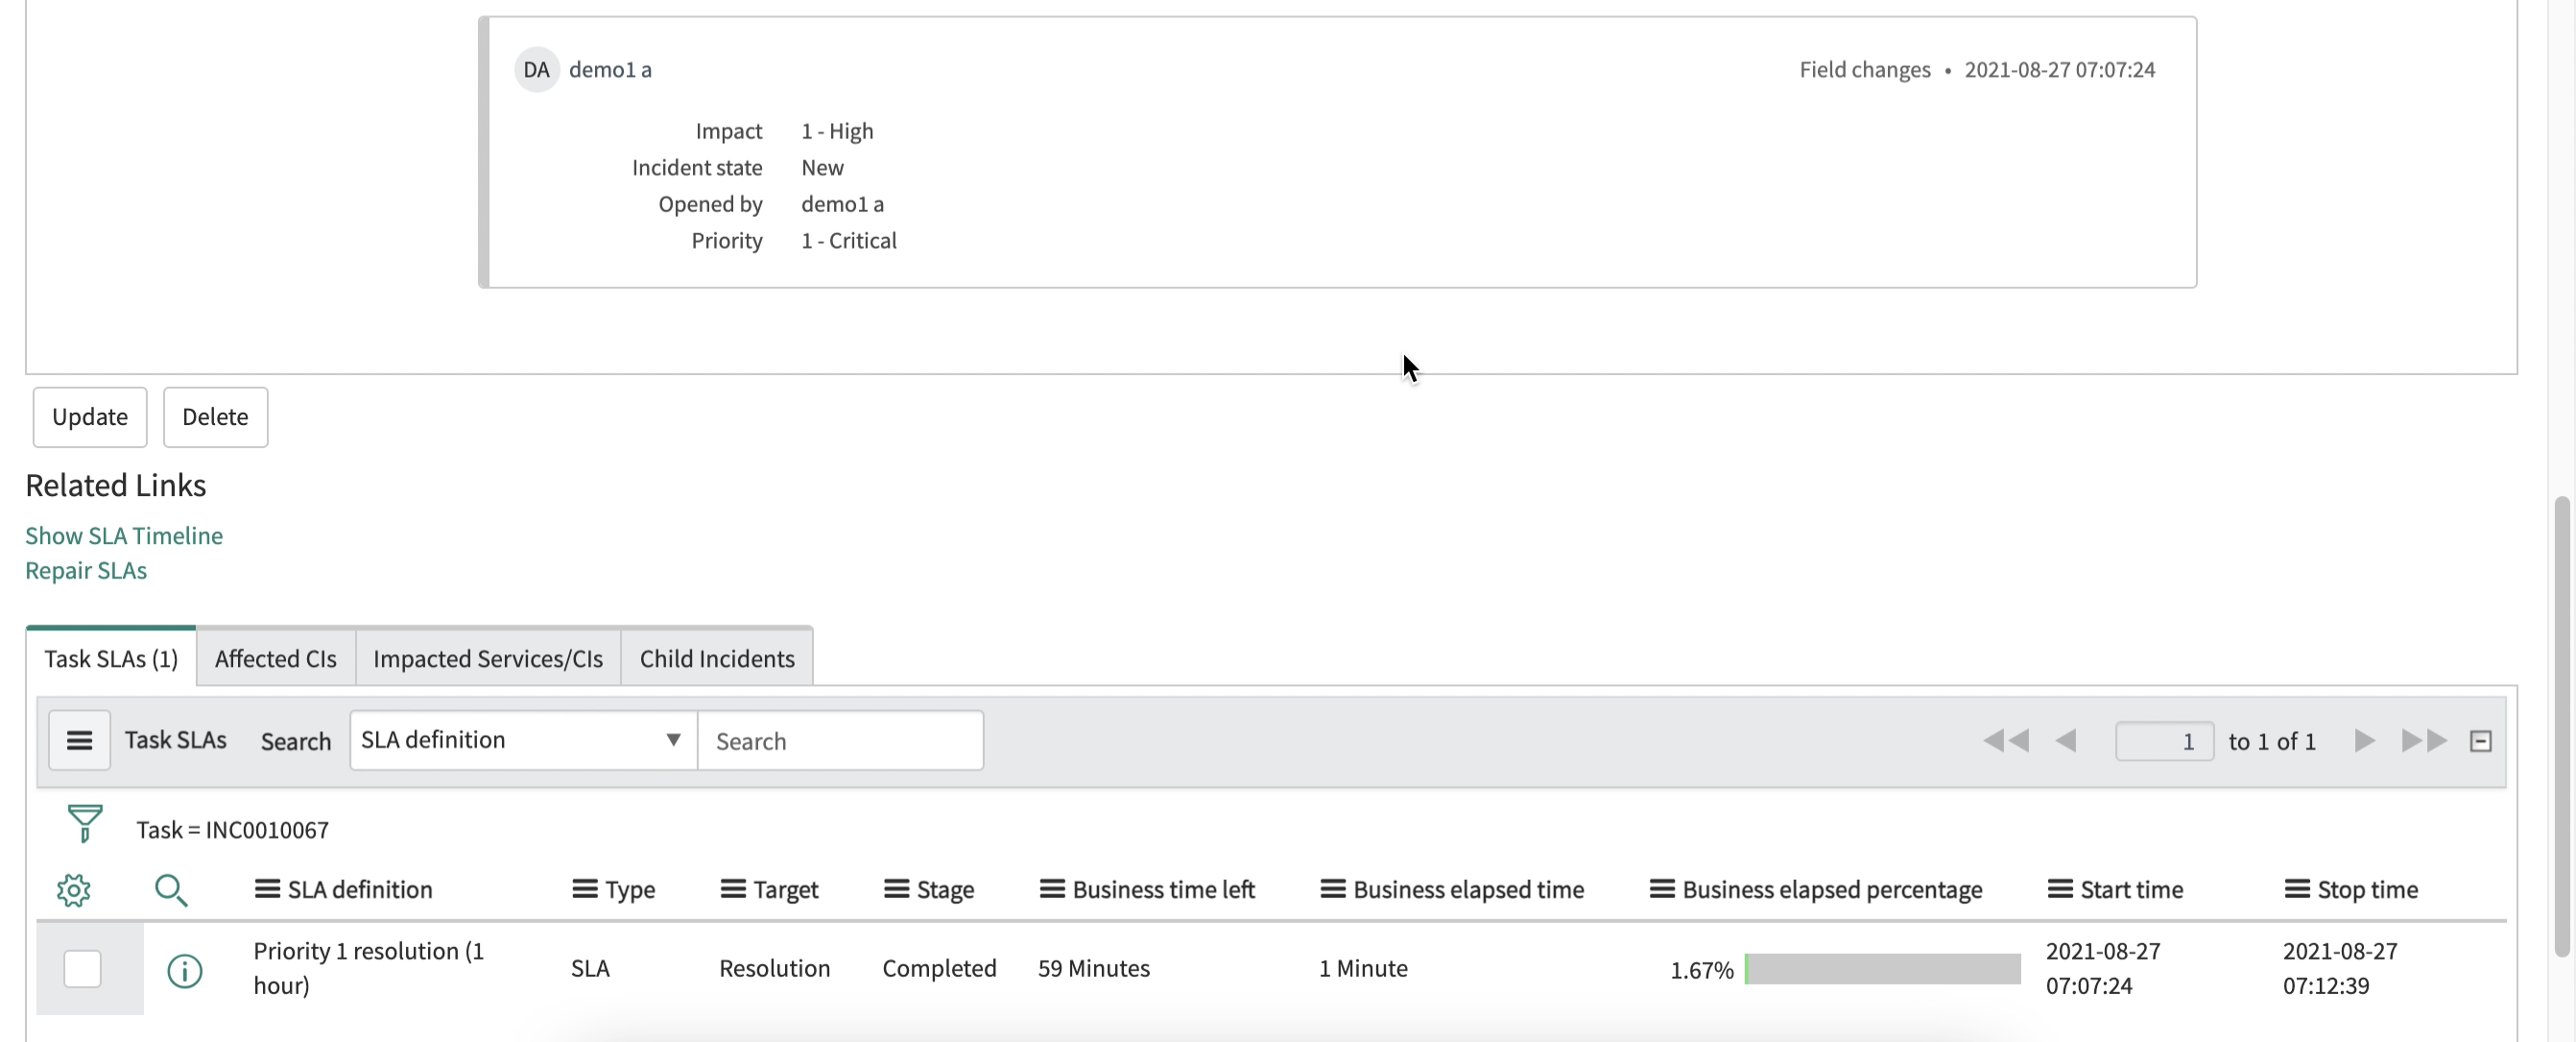 DA demo1 a Field changes • 2021-08-27 07:07:24
Impact 1 - High
Incident state New
Opened by demo1 a
Priority 1 - Critical
Update Delete
Related Links
Show SLA Timeline
Repair SLAs
Task SLAs (1) Affected CIs Impacted Services/CIs Child Incidents
Task SLAs Search SLA definition Search 1 to 1 of 1
Task = INC0010067
SLA definition Type Target Stage Business time left Business elapsed time Business elapsed percentage Start time Stop time
Priority 1 resolution (1
hour) SLA Resolution Completed 59 Minutes 1 Minute 1.67% 2021-08-27
07:07:24 2021-08-27
07:12:39